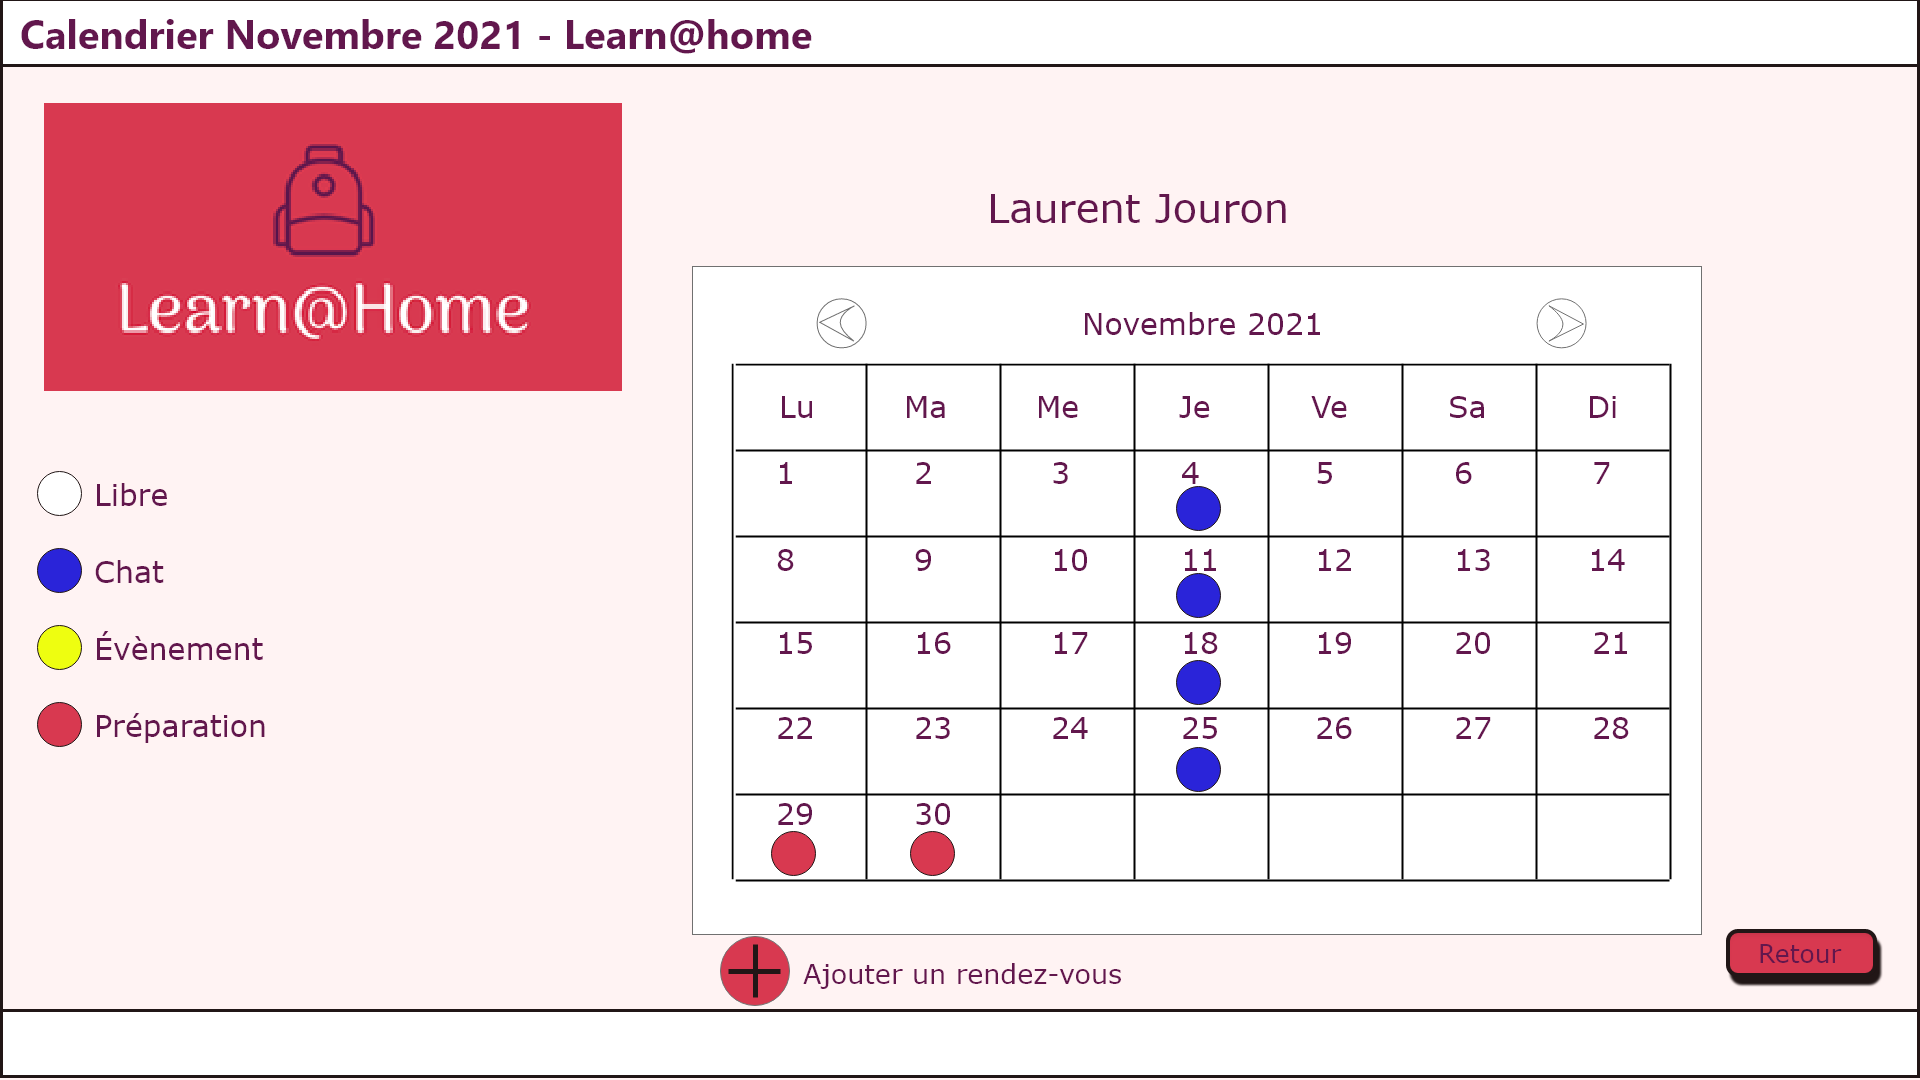 Calendrier Novembre 2021 - Learn@home
Learn@Home
Laurent Jouron
Novembre 2021
Lu Ma Me Je Ve Sa Di
1 2 3 4 5 6 7
8 9 10 11 12 13 14
15 16 17 18 19 20 21
22 23 24 25 26 27 28
29 30
Libre
Chat
Évènement
Préparation
Ajouter un rendez-vous
Retour